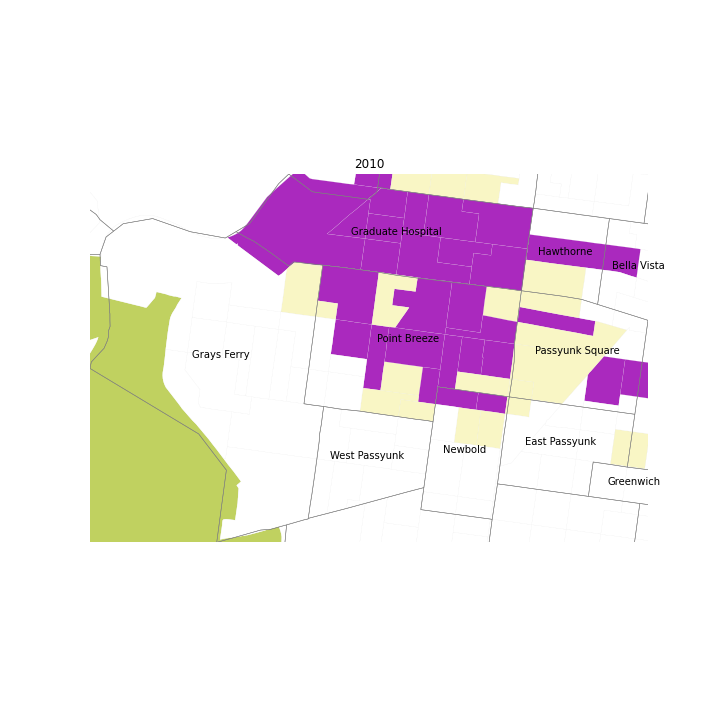 2010
Graduate Hospital
Hawthorne
Bella Vista
Point Breeze
Passyunk Square
Grays Ferry
East Passyunk
Newbold
West Passyunk
Greenwich